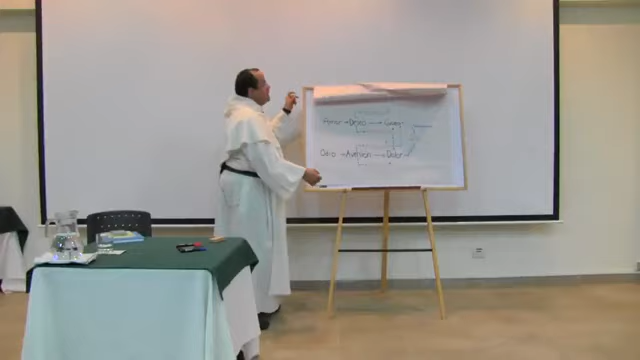 Amor → Deseo → Gozo
Odio → Aversión → Dolor